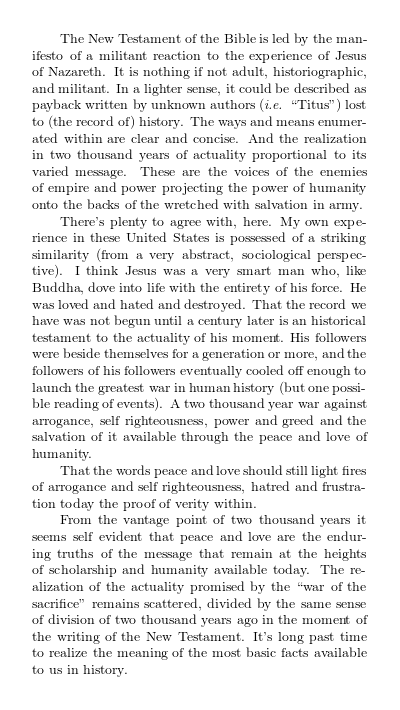 The New Testament of the Bible is led by the man-
ifesto of a militant reaction to the experience of Jesus
of Nazareth. It is nothing if not adult, historiographic,
and militant. In a lighter sense, it could be described as
payback written by unknown authors (i.e. “Titus”) lost
to (the record of) history. The ways and means enumer-
ated within are clear and concise. And the realization
in two thousand years of actuality proportional to its
varied message. These are the voices of the enemies
of empire and power projecting the power of humanity
onto the backs of the wretched with salvation in army.
There's plenty to agree with, here. My own expe-
rience in these United States is possessed of a striking
similarity (from a very abstract, sociological perspec-
tive). I think Jesus was a very smart man who, like
Buddha, dove into life with the entirety of his force. He
was loved and hated and destroyed. That the record we
have was not begun until a century later is an historical
testament to the actuality of his moment. His followers
were beside themselves for a generation or more, and the
followers of his followers eventually cooled off enough to
launch the greatest war in human history (but one possi-
ble reading of events). A two thousand year war against
arrogance, self righteousness, power and greed and the
salvation of it available through the peace and love of
humanity.
That the words peace and love should still light fires
of arrogance and self righteousness, hatred and frustra-
tion today the proof of verity within.
From the vantage point of two thousand years it
seems self evident that peace and love are the endur-
ing truths of the message that remain at the heights
of scholarship and humanity available today. The re-
alization of the actuality promised by the “war of the
sacrifice” remains scattered, divided by the same sense
of division of two thousand years ago in the moment of
the writing of the New Testament. It's long past time
to realize the meaning of the most basic facts available
to us in history.